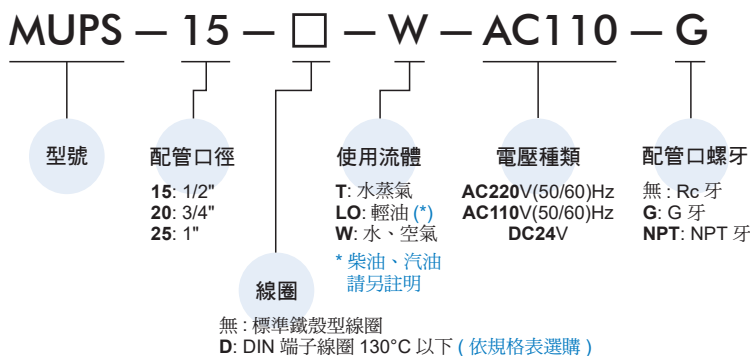 MUPS — 15 — □ — W — AC110 — G
型號
配管口徑
15: 1/2"
20: 3/4"
25: 1"
線圈
無 : 標準鐵殼型線圈
D: DIN 端子線圈 130°C 以下 ( 依規格表選購 )
使用流體
T: 水蒸氣
LO: 輕油 (*)
W: 水、空氣
* 柴油、汽油
請另註明
電壓種類
AC220V(50/60)Hz
AC110V(50/60)Hz
DC24V
配管口螺牙
無 : Rc 牙
G: G 牙
NPT: NPT 牙